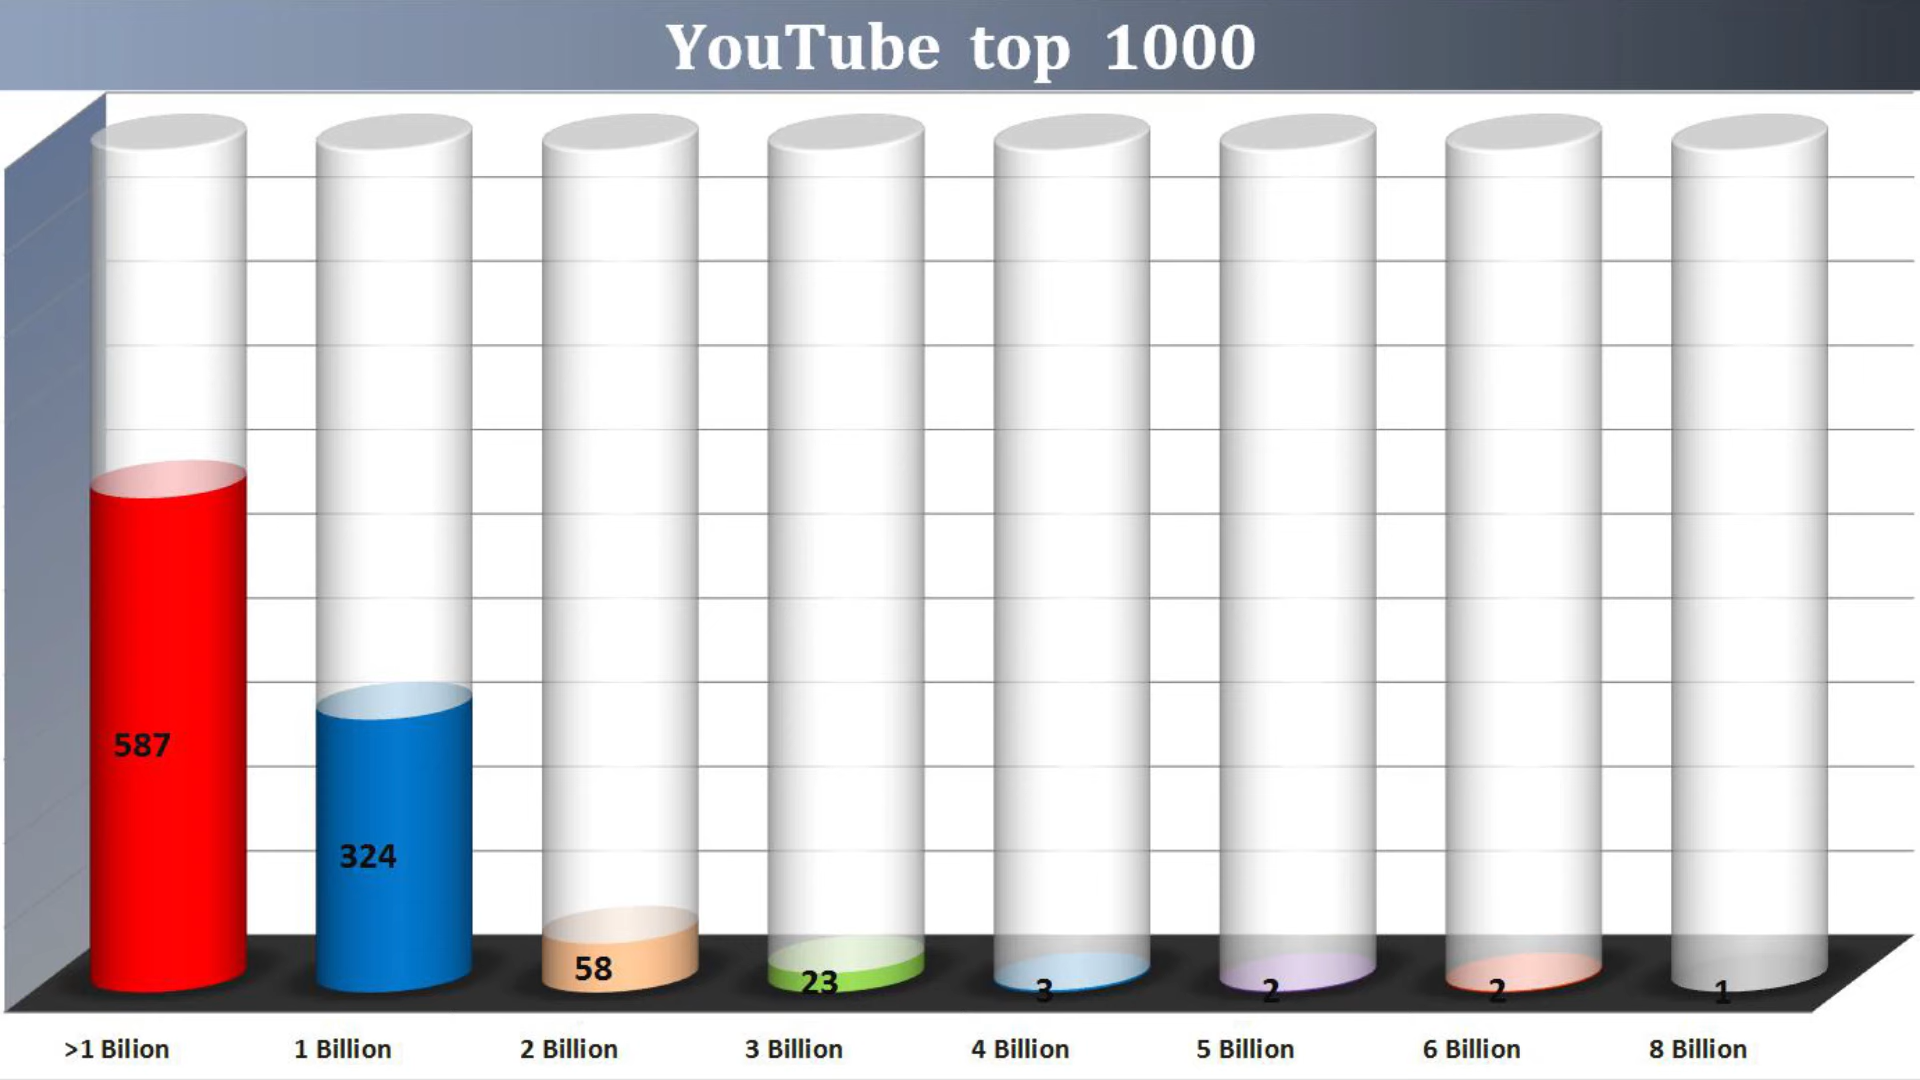 YouTube top 1000
587
324
58
23
3
2
2
1
>1 Bilion
1 Billion
2 Billion
3 Billion
4 Billion
5 Billion
6 Billion
8 Billion